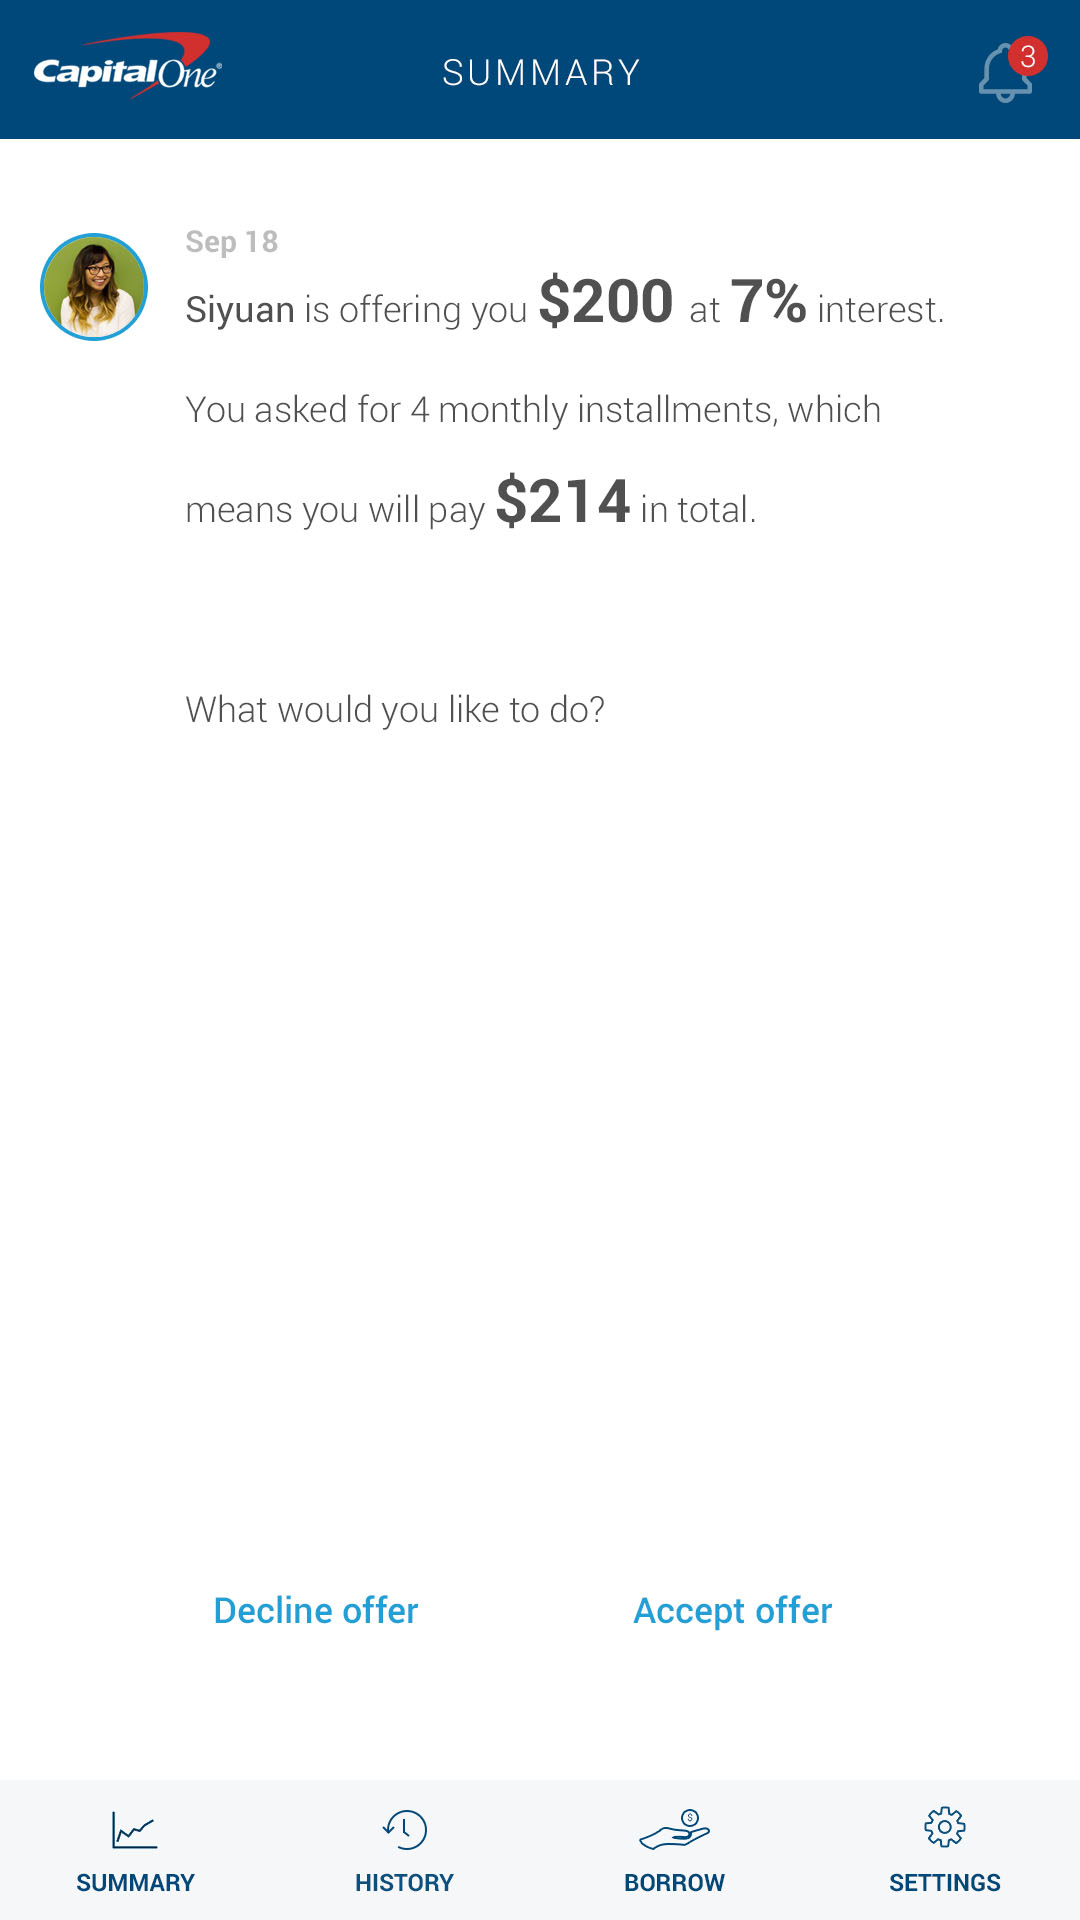 CapitalOne®
SUMMARY
3
Sep 18
Siyuan is offering you $200 at 7% interest.
You asked for 4 monthly installments, which
means you will pay $214 in total.
What would you like to do?
Decline offer
Accept offer
$
SUMMARY
HISTORY
BORROW
SETTINGS